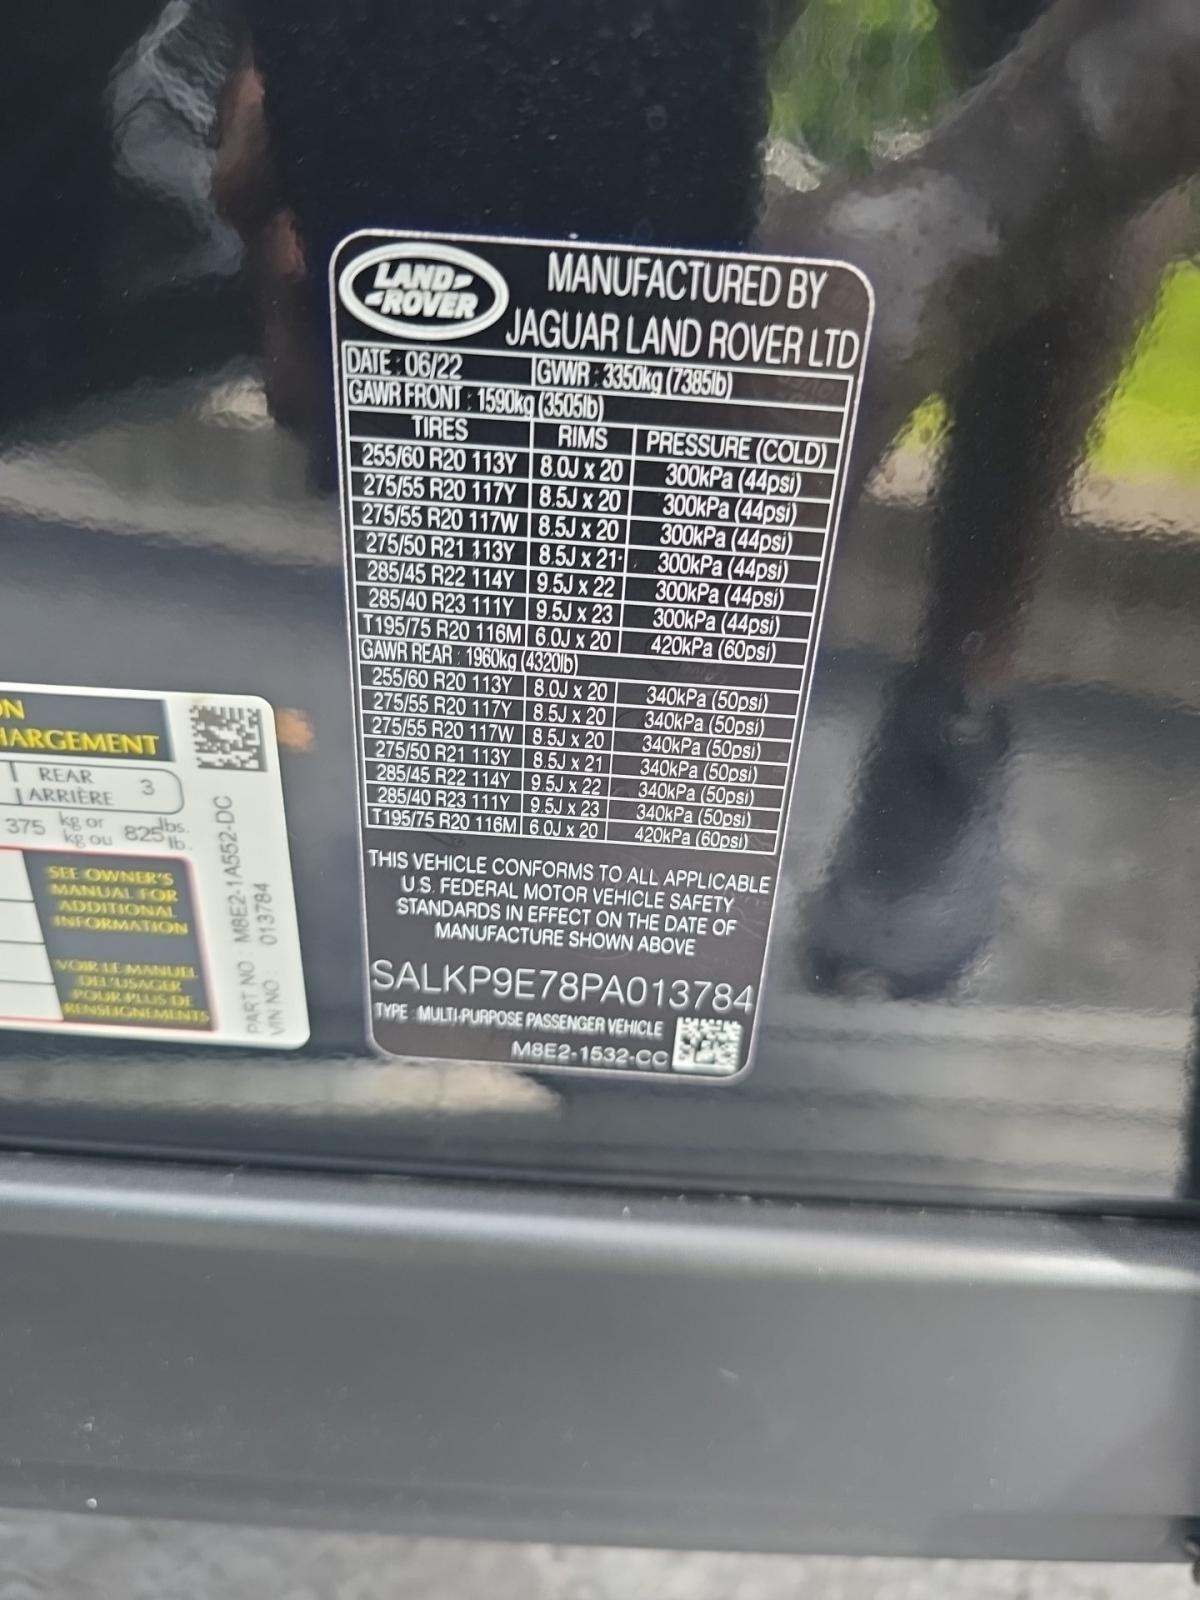 LAND ROVER
MANUFACTURED BY
JAGUAR LAND ROVER LTD
DATE : 06/22 GVWR : 3350kg (7385lb)
GAWR FRONT : 1590kg (3505lb)
TIRES RIMS PRESSURE (COLD)
255/60 R20 113Y 8.0J x 20 300kPa (44psi)
275/55 R20 117Y 8.5J x 20 300kPa (44psi)
275/55 R20 117W 8.5J x 20 300kPa (44psi)
275/50 R21 113Y 8.5J x 21 300kPa (44psi)
285/45 R22 114Y 9.5J x 22 300kPa (44psi)
285/40 R23 111Y 9.5J x 23 300kPa (44psi)
T195/75 R20 116M 6.0J x 20 420kPa (60psi)
GAWR REAR : 1960kg (4320lb)
255/60 R20 113Y 8.0J x 20 340kPa (50psi)
275/55 R20 117Y 8.5J x 20 340kPa (50psi)
275/55 R20 117W 8.5J x 20 340kPa (50psi)
275/50 R21 113Y 8.5J x 21 340kPa (50psi)
285/45 R22 114Y 9.5J x 22 340kPa (50psi)
285/40 R23 111Y 9.5J x 23 340kPa (50psi)
T195/75 R20 116M 6.0J x 20 420kPa (60psi)
THIS VEHICLE CONFORMS TO ALL APPLICABLE
U.S. FEDERAL MOTOR VEHICLE SAFETY
STANDARDS IN EFFECT ON THE DATE OF
MANUFACTURE SHOWN ABOVE
SALKP9E78PA013784
TYPE : MULTI-PURPOSE PASSENGER VEHICLE
M8E2-1532-CC
ON
HARGEMENT
REAR
ARRIÈRE 3
375 kg or
kg ou 825 lbs.
lb.
SEE OWNER'S
MANUAL FOR
ADDITIONAL
INFORMATION
VOIR LE MANUEL
DE L'USAGER
POUR PLUS DE
RENSEIGNEMENTS
PART NO : M8E2-1A552-DC
VIN NO : 013784